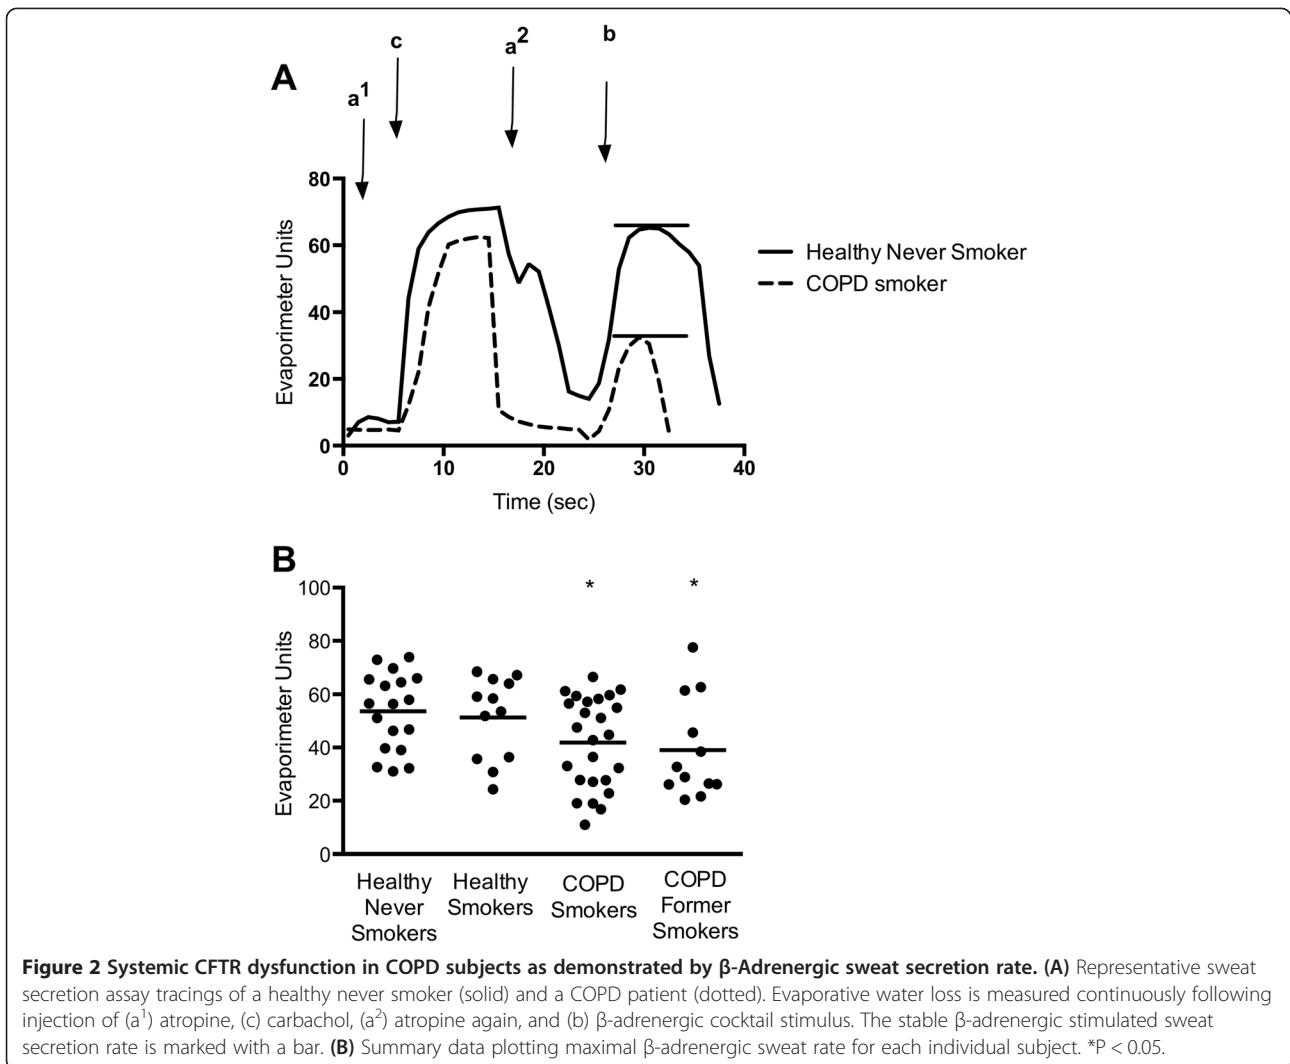 A
a1
c
a2
b
80
60
40
20
0
Evaporimeter Units
0 10 20 30 40
Time (sec)
Healthy Never Smoker
COPD smoker
B
* *
100
80
60
40
20
0
Evaporimeter Units
Healthy Never Smokers
Healthy Smokers
COPD Smokers
COPD Former Smokers
Figure 2 Systemic CFTR dysfunction in COPD subjects as demonstrated by β-Adrenergic sweat secretion rate. (A) Representative sweat
secretion assay tracings of a healthy never smoker (solid) and a COPD patient (dotted). Evaporative water loss is measured continuously following
injection of (a1) atropine, (c) carbachol, (a2) atropine again, and (b) β-adrenergic cocktail stimulus. The stable β-adrenergic stimulated sweat
secretion rate is marked with a bar. (B) Summary data plotting maximal β-adrenergic sweat rate for each individual subject. *P < 0.05.